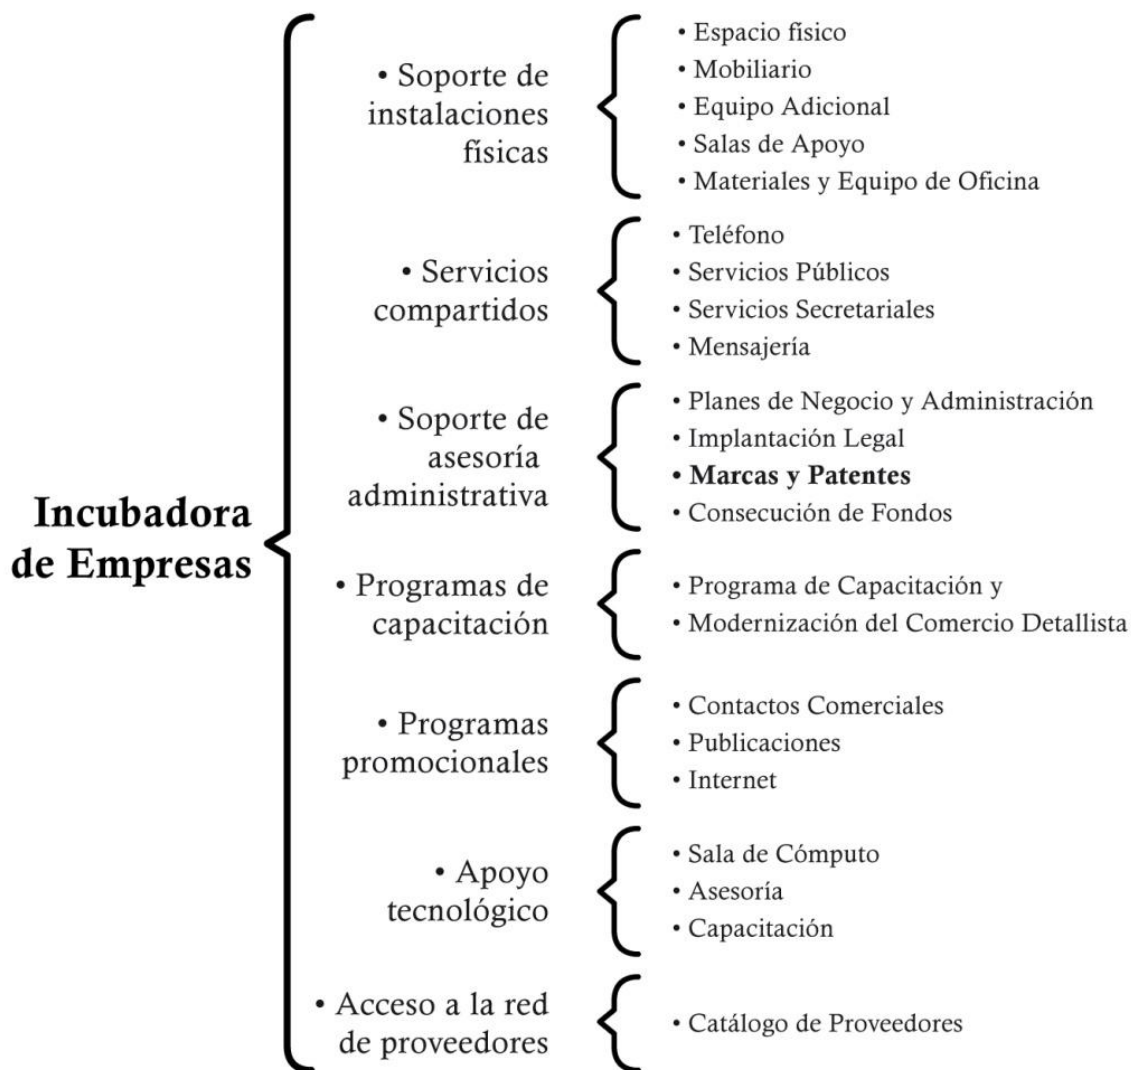 Incubadora
de Empresas
• Soporte de
instalaciones
físicas
• Espacio físico
• Mobiliario
• Equipo Adicional
• Salas de Apoyo
• Materiales y Equipo de Oficina
• Servicios
compartidos
• Teléfono
• Servicios Públicos
• Servicios Secretariales
• Mensajería
• Soporte de
asesoría
administrativa
• Planes de Negocio y Administración
• Implantación Legal
• Marcas y Patentes
• Consecución de Fondos
• Programas de
capacitación
• Programa de Capacitación y
• Modernización del Comercio Detallista
• Programas
promocionales
• Contactos Comerciales
• Publicaciones
• Internet
• Apoyo
tecnológico
• Sala de Cómputo
• Asesoría
• Capacitación
• Acceso a la red
de proveedores
• Catálogo de Proveedores